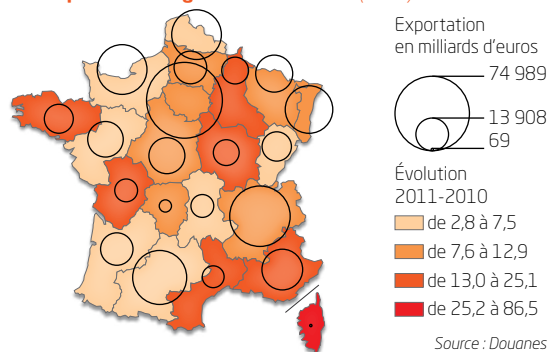 Exportation
en milliards d'euros
74 989
13 908
69
Évolution
2011-2010
de 2,8 à 7,5
de 7,6 à 12,9
de 13,0 à 25,1
de 25,2 à 86,5
Source : Douanes